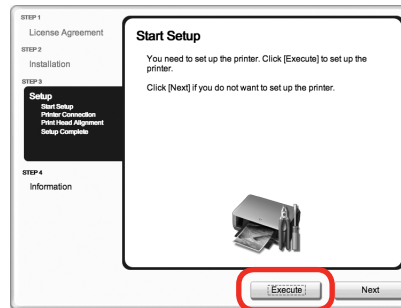 STEP 1
License Agreement
STEP 2
Installation
STEP 3
Setup
Start Setup
Printer Connection
Print Head Alignment
Setup Complete
STEP 4
Information
Start Setup
You need to set up the printer. Click [Execute] to set up the
printer.
Click [Next] if you do not want to set up the printer.
Execute
Next